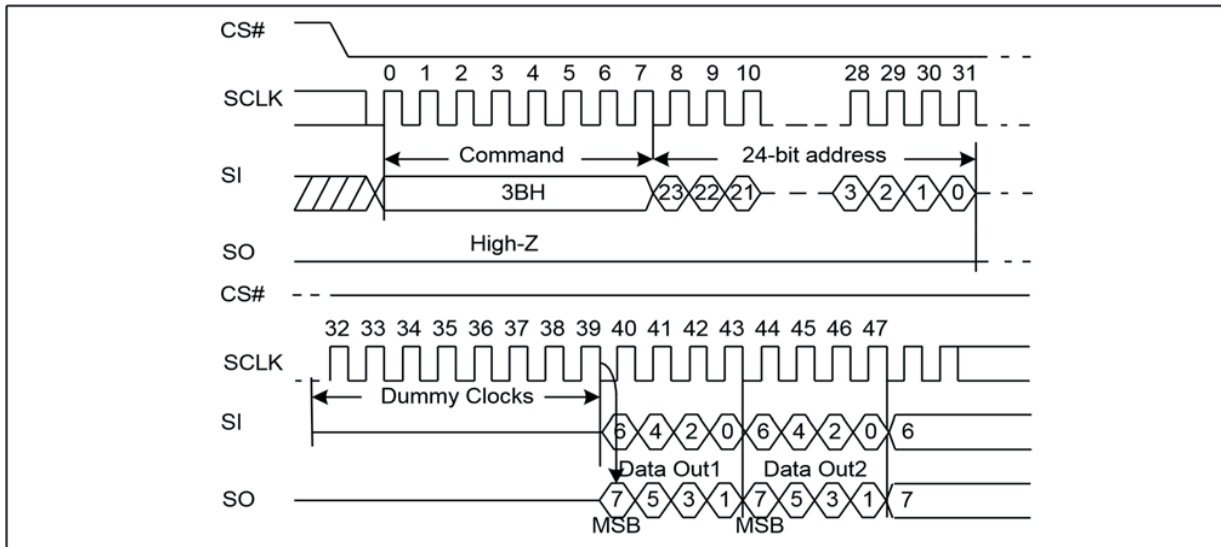 CS#
0 1 2 3 4 5 6 7 8 9 10 28 29 30 31
SCLK
Command 24-bit address
SI
3BH 23 22 21 3 2 1 0
High-Z
SO
CS#
32 33 34 35 36 37 38 39 40 41 42 43 44 45 46 47
SCLK
Dummy Clocks
SI
6 4 2 0 6 4 2 0 6
Data Out1 Data Out2
SO
7 5 3 1 7 5 3 1 7
MSB MSB